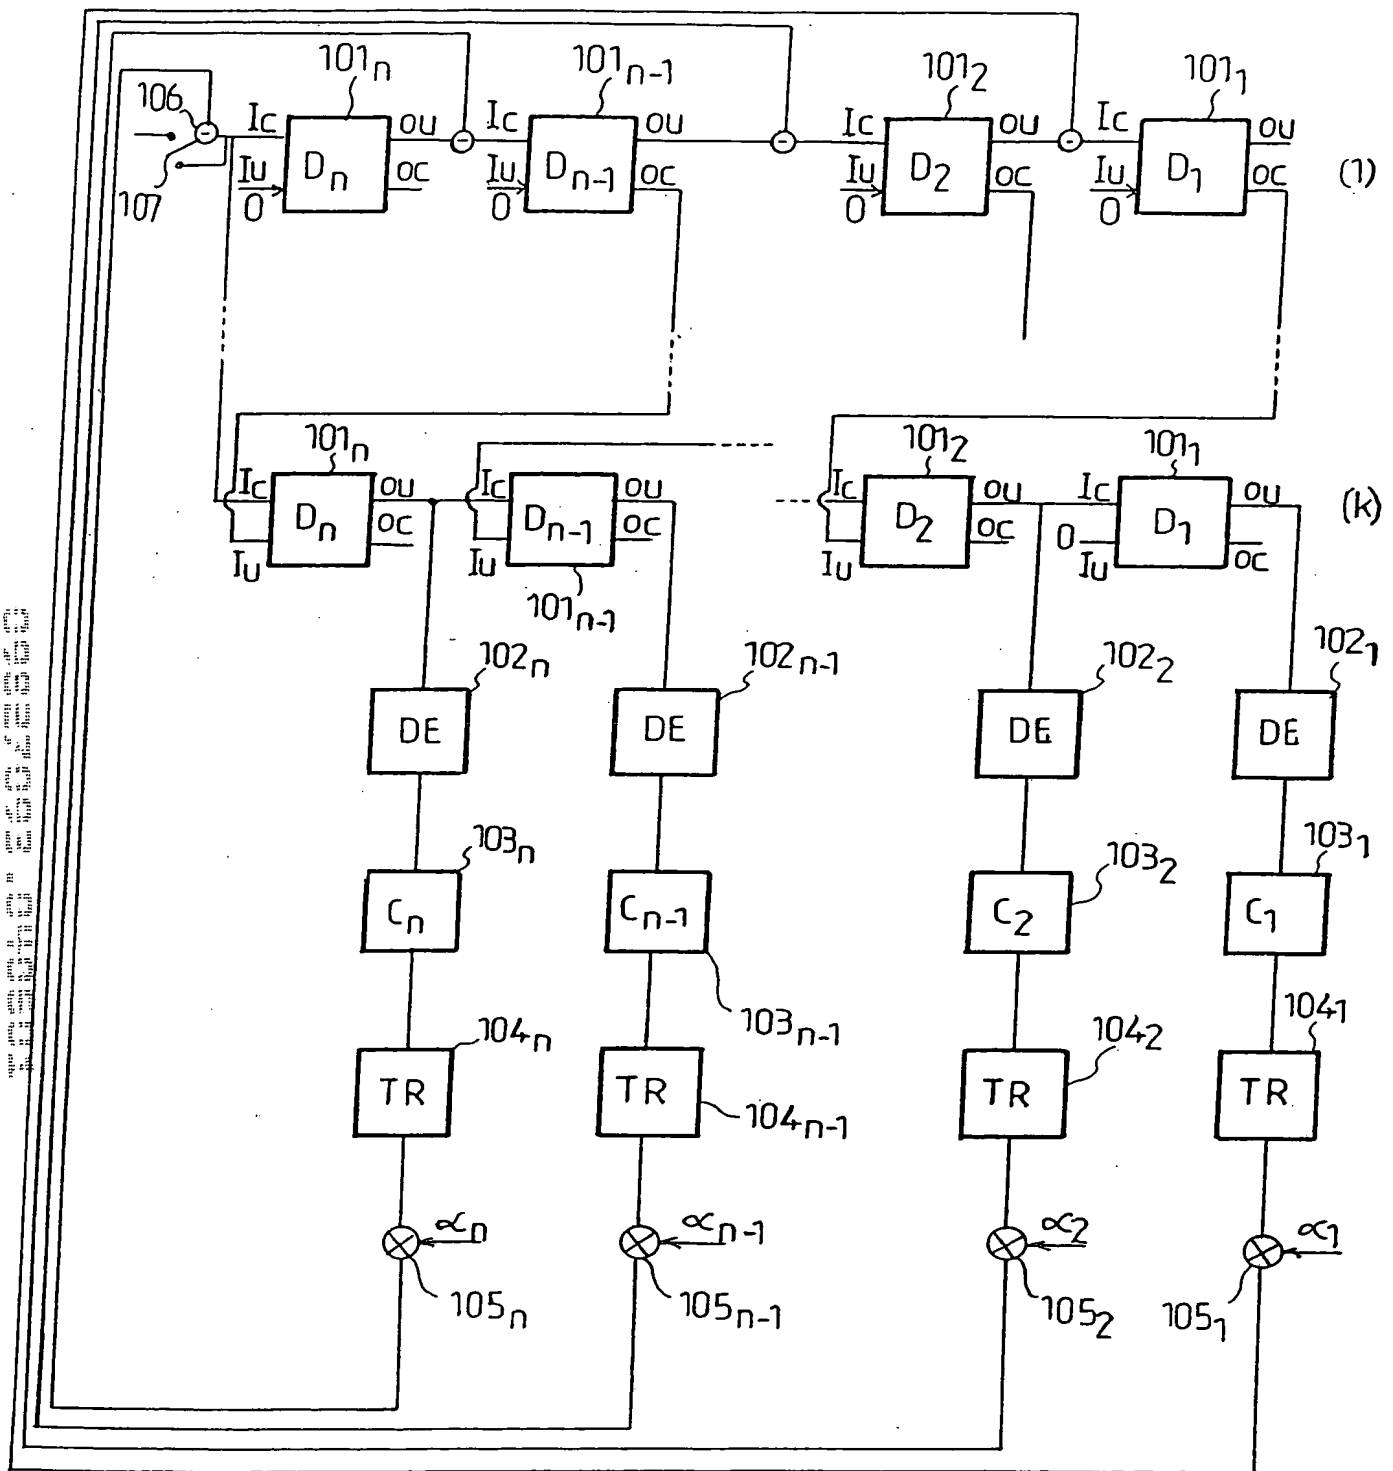 101n 101n-1 101₂ 101₁
106 Ic OU Ic OU Ic OU Ic OU
Iu Dn OC Iu Dn-1 OC Iu D₂ OC Iu D₁ OC (1)
107 0 0 0 0
101n 101₂ 101₁
Ic OU Ic OU Ic OU Ic OU (k)
Dn OC Dn-1 OC D₂ OC 0 D₁ OC
Iu Iu Iu Iu
101n-1
102n 102n-1 102₂ 102₁
DE DE DE DE
103n 103₂ 103₁
Cn Cn-1 C₂ C₁
103n-1
104n 104₂ 104₁
TR TR TR TR
104n-1
∝n ∝n-1 ∝2 ∝1
105n 105n-1 105₂ 105₁